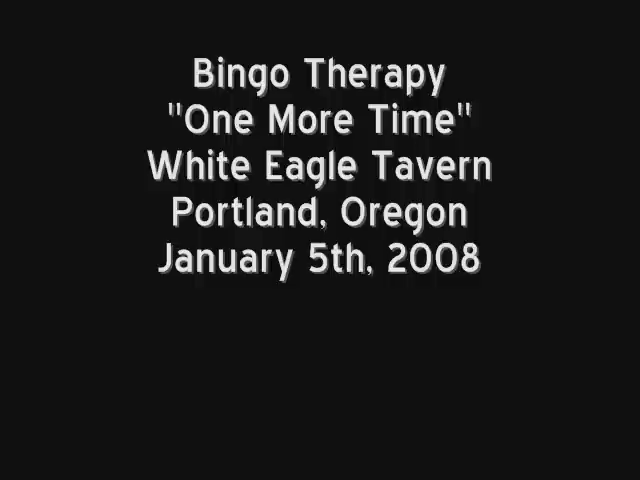 Bingo Therapy
"One More Time"
White Eagle Tavern
Portland, Oregon
January 5th, 2008